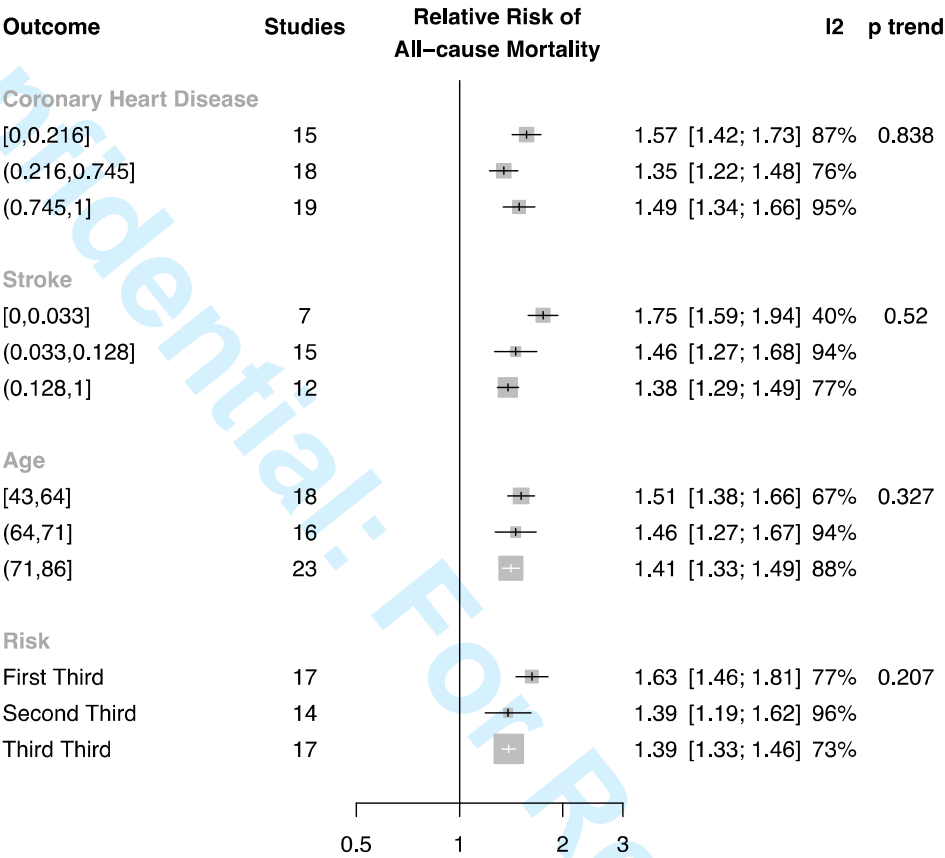 Outcome Studies Relative Risk of All–cause Mortality I2 p trend
Coronary Heart Disease
[0,0.216] 15 1.57 [1.42; 1.73] 87% 0.838
(0.216,0.745] 18 1.35 [1.22; 1.48] 76%
(0.745,1] 19 1.49 [1.34; 1.66] 95%
Stroke
[0,0.033] 7 1.75 [1.59; 1.94] 40% 0.52
(0.033,0.128] 15 1.46 [1.27; 1.68] 94%
(0.128,1] 12 1.38 [1.29; 1.49] 77%
Age
[43,64] 18 1.51 [1.38; 1.66] 67% 0.327
(64,71] 16 1.46 [1.27; 1.67] 94%
(71,86] 23 1.41 [1.33; 1.49] 88%
Risk
First Third 17 1.63 [1.46; 1.81] 77% 0.207
Second Third 14 1.39 [1.19; 1.62] 96%
Third Third 17 1.39 [1.33; 1.46] 73%
0.5 1 2 3
nfidential: For Re